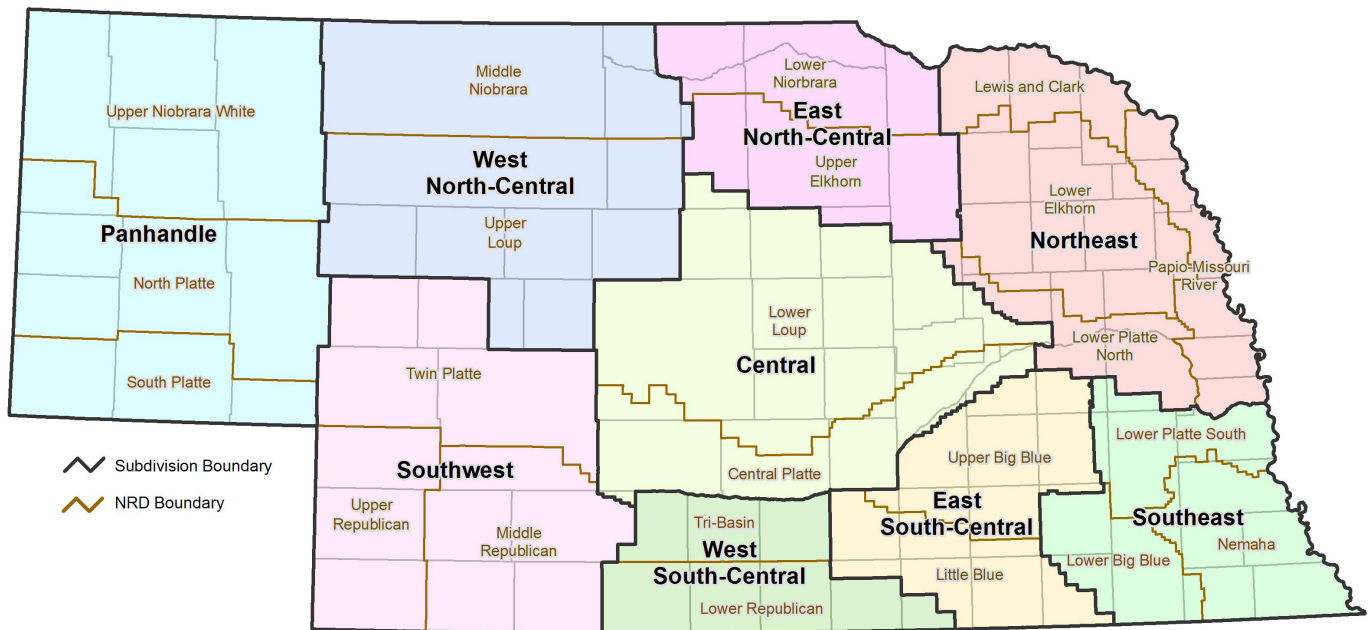 Upper Niobrara White
Panhandle
North Platte
South Platte
Middle
Niobrara
West
North-Central
Upper
Loup
Lower
Niorbrara
East
North-Central
Upper
Elkhorn
Lewis and Clark
Lower
Elkhorn
Northeast
Papio-Missouri
River
Lower Platte
North
Lower
Loup
Central
Central Platte
Twin Platte
Southwest
Upper
Republican
Middle
Republican
Tri-Basin
West
South-Central
Lower Republican
Upper Big Blue
East
South-Central
Little Blue
Lower Platte South
Southeast
Lower Big Blue
Nemaha
Subdivision Boundary
NRD Boundary